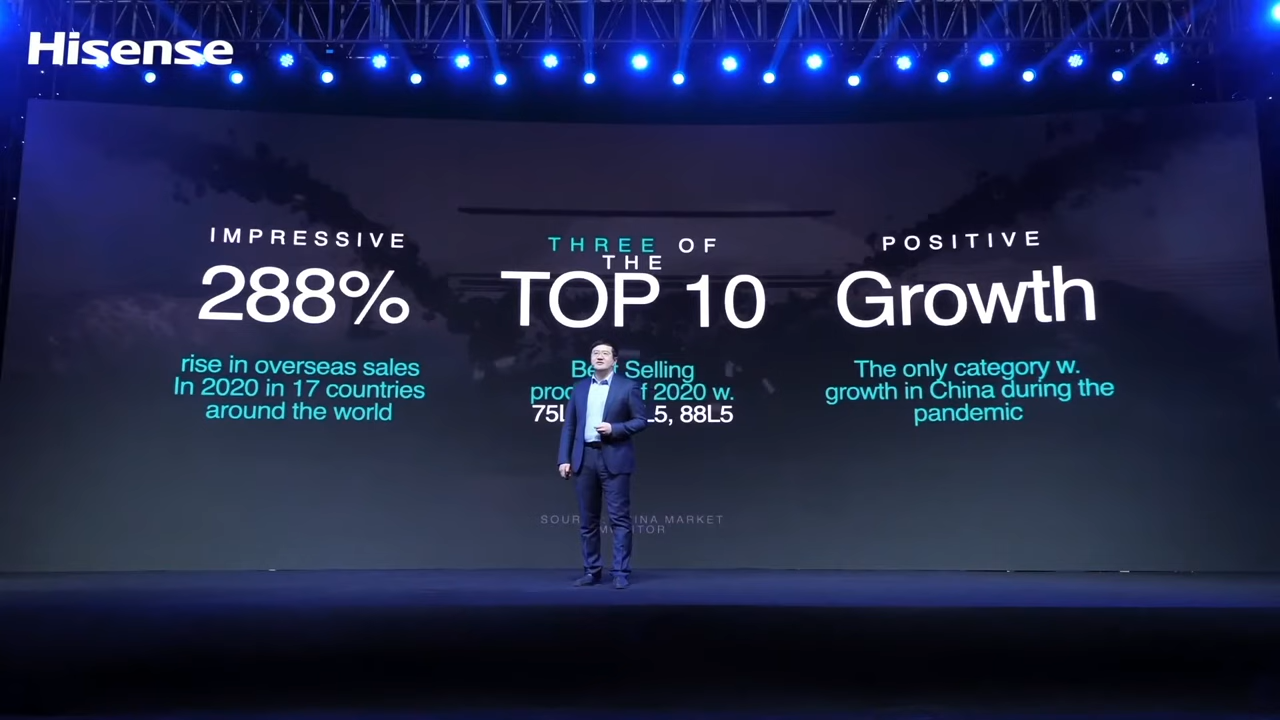 Hisense
IMPRESSIVE
288%
rise in overseas sales
In 2020 in 17 countries
around the world
THREE OF
THE
TOP 10
Selling
2020 w.
88L5
POSITIVE
Growth
The only category w.
growth in China during the
pandemic
MARKET